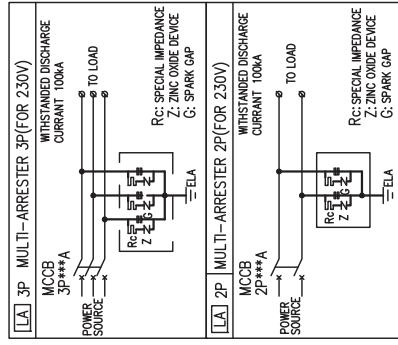 LA 3P MULTI-ARRESTER 3P(FOR 230V)
MCCB
3P***A
WITHSTANDED DISCHARGE
CURRANT 100kA
POWER
SOURCE
TO LOAD
Rc
Z
G
ELA
Rc: SPECIAL IMPEDANCE
Z: ZINC OXIDE DEVICE
G: SPARK GAP
LA 2P MULTI-ARRESTER 2P(FOR 230V)
MCCB
2P***A
WITHSTANDED DISCHARGE
CURRANT 100kA
POWER
SOURCE
TO LOAD
Rc
Z
G
ELA
Rc: SPECIAL IMPEDANCE
Z: ZINC OXIDE DEVICE
G: SPARK GAP